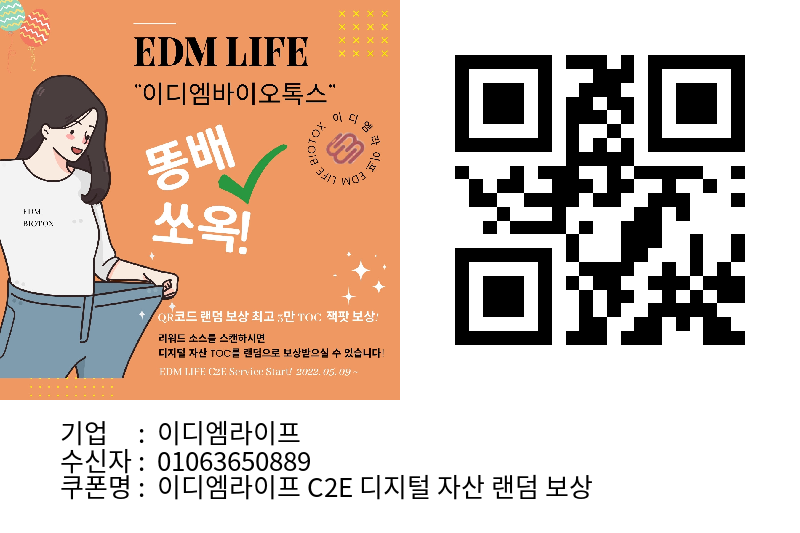 EDM LIFE
"이디엠바이오톡스"
이디엠라이프 EDM LIFE BIOTOX
똥배
쏘옥!
EDM
BIOTOX
QR코드 랜덤 보상 최고 5만 TOC 잭팟 보상!
리워드 소스를 스캔하시면
디지털 자산 TOC를 랜덤으로 보상받으실 수 있습니다!
EDM LIFE C2E Service Start! 2022. 05. 09 ~
기업 : 이디엠라이프
수신자 : 01063650889
쿠폰명 : 이디엠라이프 C2E 디지털 자산 랜덤 보상